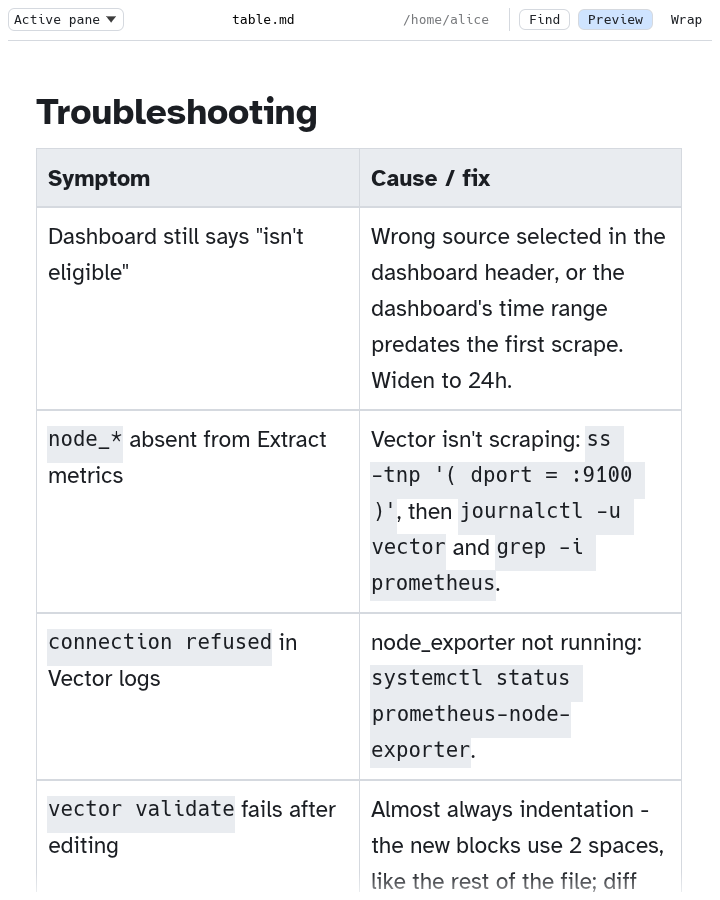 Active pane
table.md
/home/alice
Find
Preview
Wrap
Troubleshooting
Symptom
Cause / fix
Dashboard still says "isn't
eligible"
Wrong source selected in the
dashboard header, or the
dashboard's time range
predates the first scrape.
Widen to 24h.
node_* absent from Extract
metrics
Vector isn't scraping: ss
-tnp '( dport = :9100
)', then journalctl -u
vector and grep -i
prometheus.
connection refused in
Vector logs
node_exporter not running:
systemctl status
prometheus-node-
exporter.
vector validate fails after
editing
Almost always indentation -
the new blocks use 2 spaces,
like the rest of the file; diff